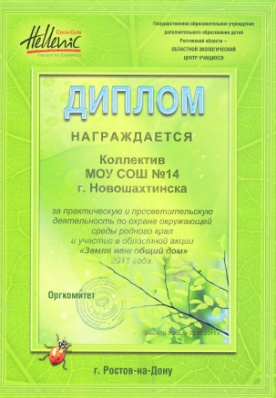 Coca-Cola
Hellenic
Государственное образовательное учреждение
дополнительного образования детей
Ростовской области –
ОБЛАСТНОЙ ЭКОЛОГИЧЕСКИЙ
ЦЕНТР УЧАЩИХСЯ
ДИПЛОМ
НАГРАЖДАЕТСЯ
Коллектив
МОУ СОШ №14
г. Новошахтинска
за практическую и просветительскую
деятельность по охране окружающей
среды родного края
и участие в областной акции
«Земля наш общий дом»
2011 года
Оргкомитет
г. Ростов-на-Дону